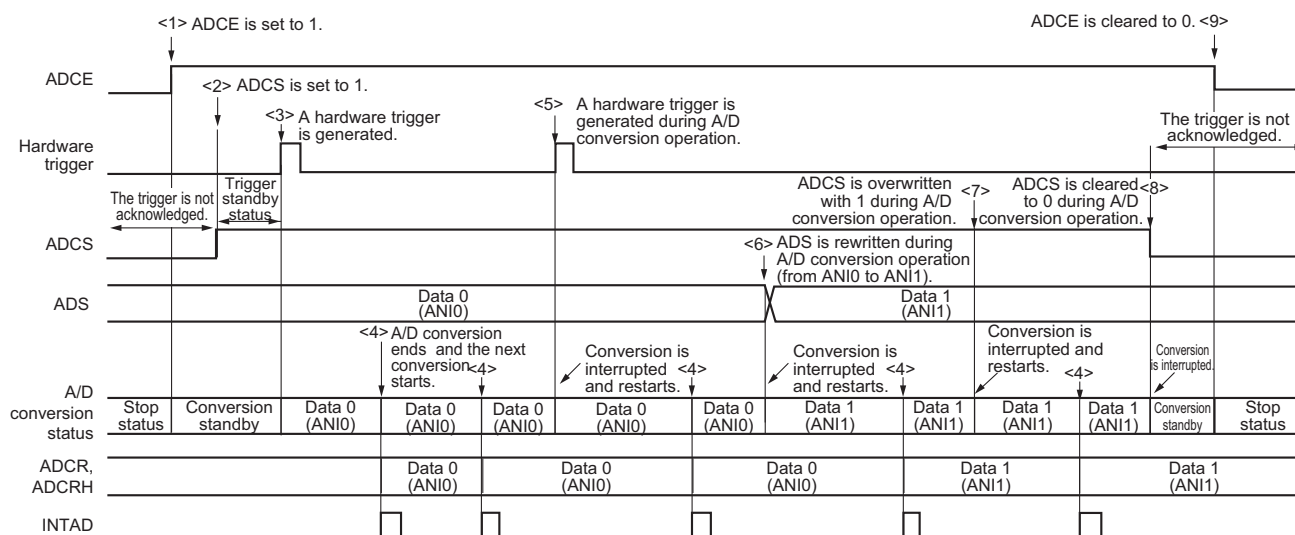 <1> ADCE is set to 1.
ADCE is cleared to 0. <9>
ADCE
<2> ADCS is set to 1.
<3> A hardware trigger
is generated.
<5> A hardware trigger is
generated during A/D
conversion operation.
The trigger is not
acknowledged.
Hardware
trigger
The trigger is not
acknowledged.
Trigger
standby
status
ADCS is overwritten
with 1 during A/D
conversion operation.
<7>
ADCS is cleared
to 0 during A/D
conversion operation.
<8>
ADCS
<6> ADS is rewritten during
A/D conversion operation
(from ANI0 to ANI1).
ADS
Data 0
(ANI0)
Data 1
(ANI1)
<4> A/D conversion
ends and the next
conversion
starts.
<4>
Conversion is
interrupted
and restarts.
<4>
Conversion is
interrupted
and restarts.
<4>
Conversion is
interrupted and
restarts.
<4>
Conversion
is interrupted.
A/D
conversion
status
Stop
status
Conversion
standby
Data 0
(ANI0)
Data 0
(ANI0)
Data 0
(ANI0)
Data 0
(ANI0)
Data 0
(ANI0)
Data 1
(ANI1)
Data 1
(ANI1)
Data 1
(ANI1)
Data 1
(ANI1)
Conversion
standby
Stop
status
ADCR,
ADCRH
Data 0
(ANI0)
Data 0
(ANI0)
Data 0
(ANI0)
Data 1
(ANI1)
Data 1
(ANI1)
INTAD